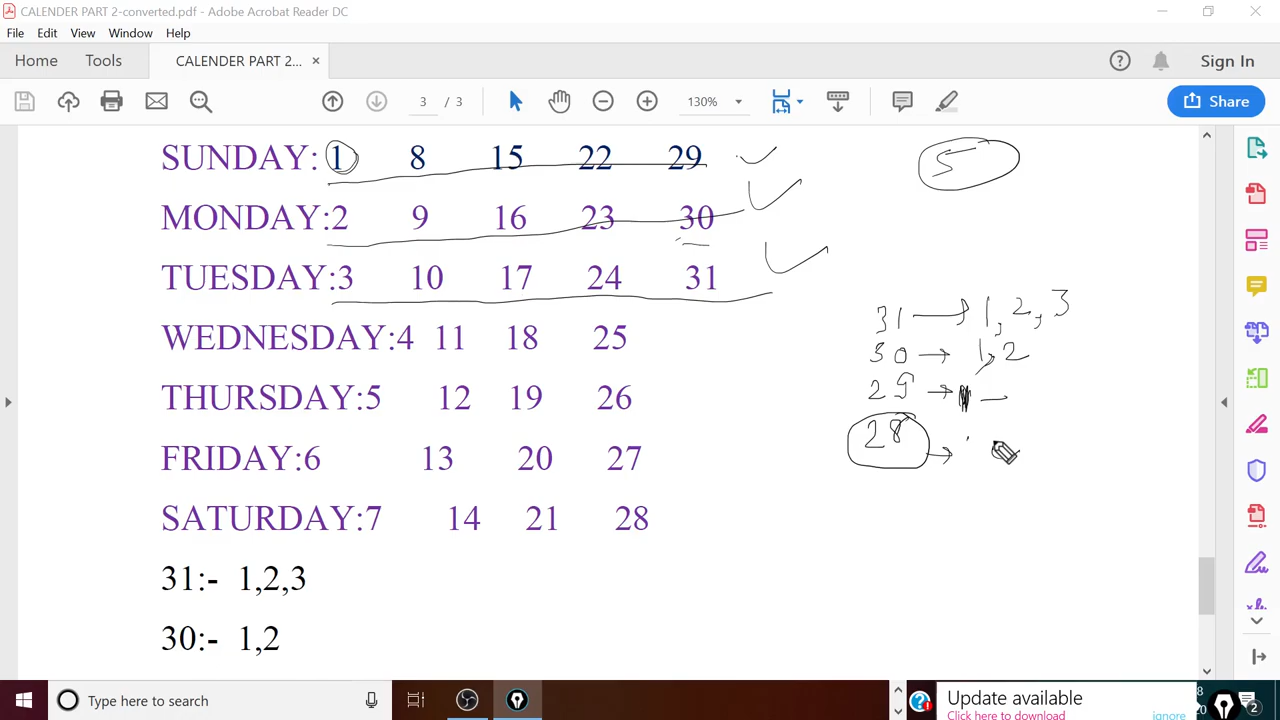 CALENDER PART 2-converted.pdf - Adobe Acrobat Reader DC
File Edit View Window Help
Home Tools CALENDER PART 2... × Sign In
3 / 3 130% Share
SUNDAY: 1 8 15 22 29
5
MONDAY:2 9 16 23 30
TUESDAY:3 10 17 24 31
31 → 1, 2, 3
WEDNESDAY:4 11 18 25
30 → 1, 2
THURSDAY:5 12 19 26
29 → –
28 →
FRIDAY:6 13 20 27
SATURDAY:7 14 21 28
31:- 1,2,3
30:- 1,2
Type here to search
Update available
Click here to download
ignore
8
20
2